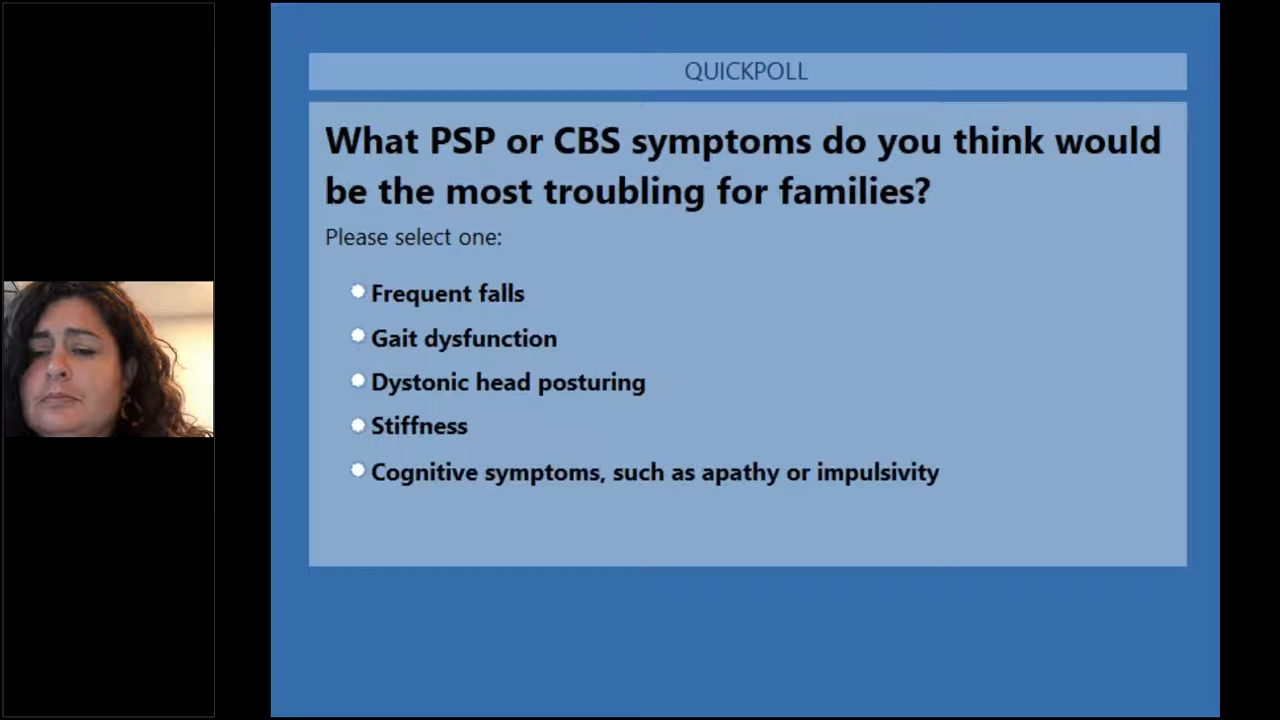 QUICKPOLL
What PSP or CBS symptoms do you think would
be the most troubling for families?
Please select one:
Frequent falls
Gait dysfunction
Dystonic head posturing
Stiffness
Cognitive symptoms, such as apathy or impulsivity